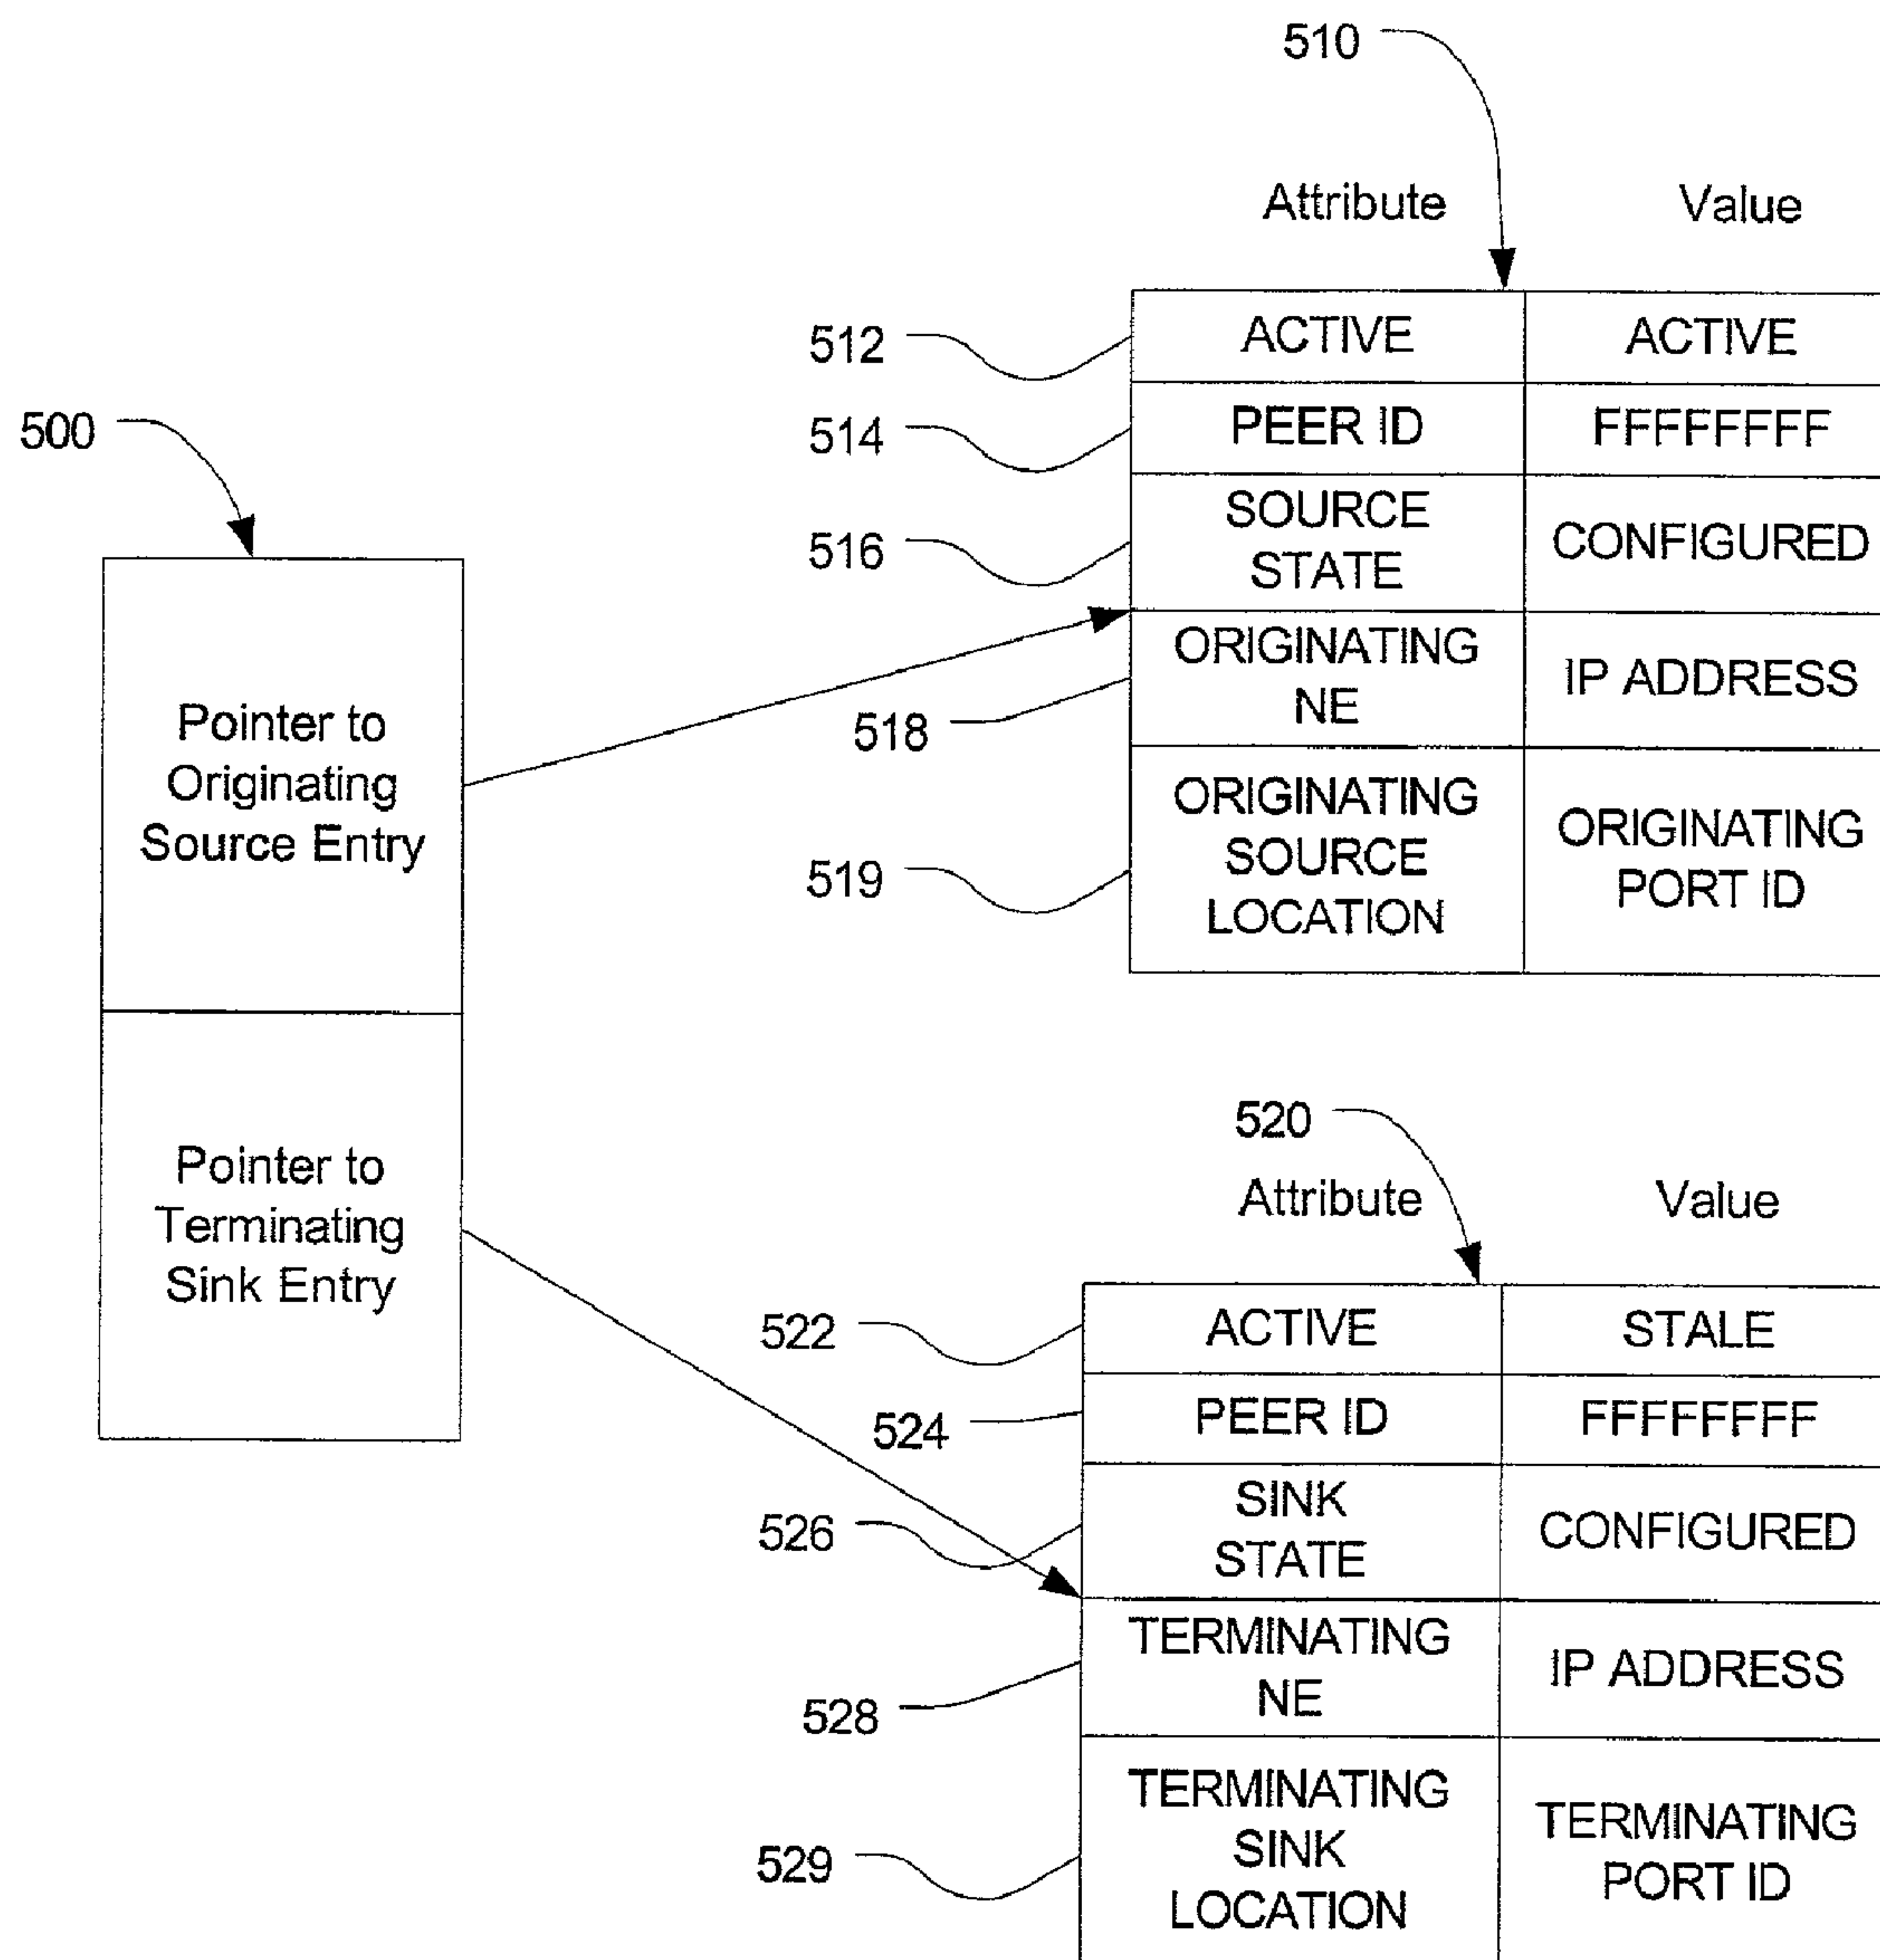 510
Attribute Value
512 ACTIVE ACTIVE
500
514 PEER ID FFFFFFFF
516 SOURCE
STATE CONFIGURED
518 ORIGINATING
NE IP ADDRESS
519 ORIGINATING
SOURCE
LOCATION ORIGINATING
PORT ID
Pointer to
Originating
Source Entry
Pointer to
Terminating
Sink Entry
520
Attribute Value
522 ACTIVE STALE
524 PEER ID FFFFFFFF
526 SINK
STATE CONFIGURED
528 TERMINATING
NE IP ADDRESS
529 TERMINATING
SINK
LOCATION TERMINATING
PORT ID